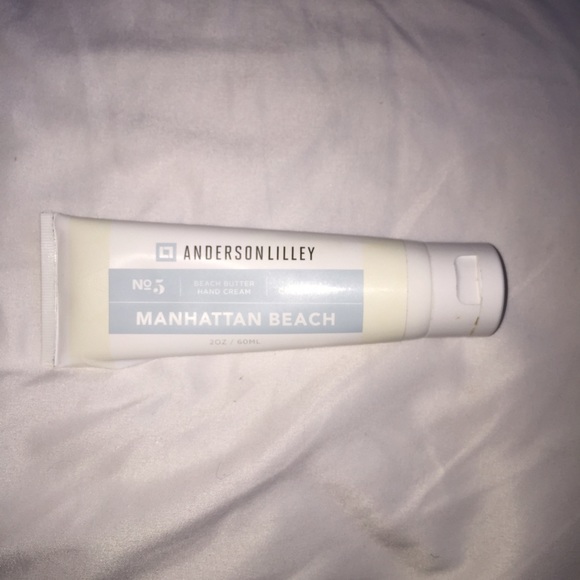 ANDERSONLILLEY
Nº5
BEACH BUTTER
HAND CREAM
MANHATTAN BEACH
2OZ / 60ML